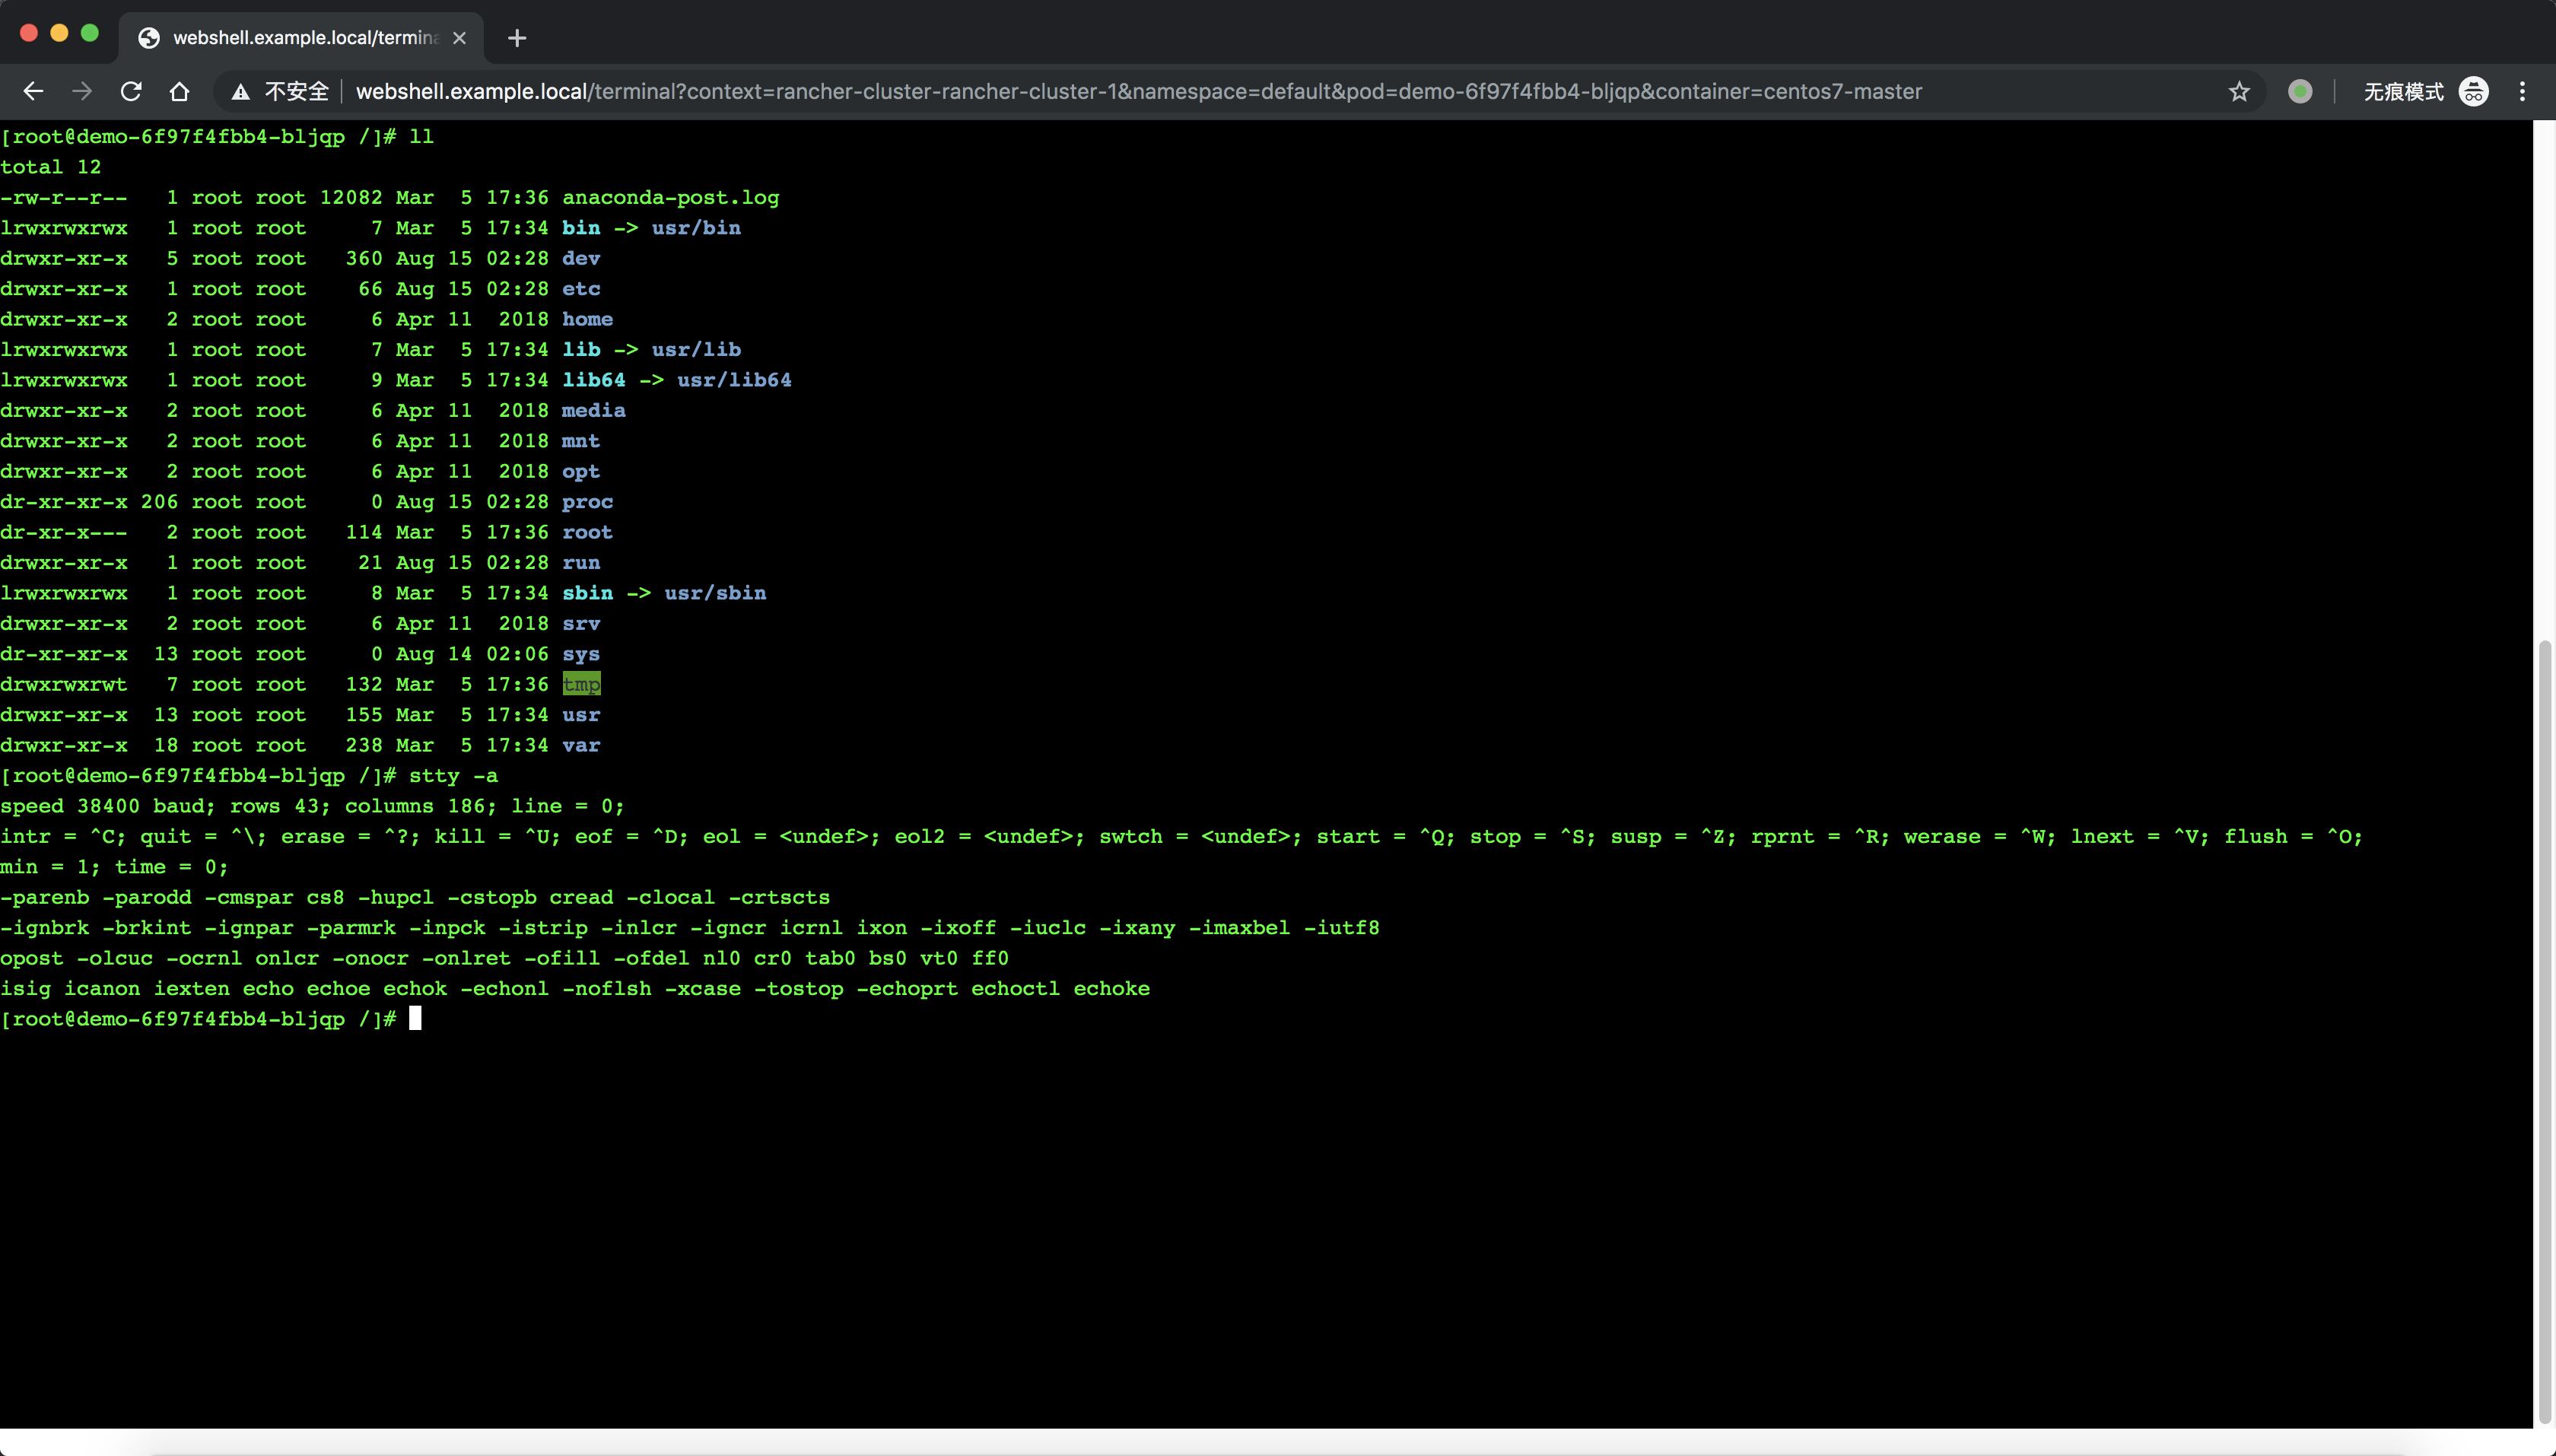 webshell.example.local/termina
不安全 webshell.example.local/terminal?context=rancher-cluster-rancher-cluster-1&namespace=default&pod=demo-6f97f4fbb4-bljqp&container=centos7-master 无痕模式
[root@demo-6f97f4fbb4-bljqp /]# ll
total 12
-rw-r--r--   1 root root 12082 Mar  5 17:36 anaconda-post.log
lrwxrwxrwx   1 root root     7 Mar  5 17:34 bin -> usr/bin
drwxr-xr-x   5 root root   360 Aug 15 02:28 dev
drwxr-xr-x   1 root root    66 Aug 15 02:28 etc
drwxr-xr-x   2 root root     6 Apr 11  2018 home
lrwxrwxrwx   1 root root     7 Mar  5 17:34 lib -> usr/lib
lrwxrwxrwx   1 root root     9 Mar  5 17:34 lib64 -> usr/lib64
drwxr-xr-x   2 root root     6 Apr 11  2018 media
drwxr-xr-x   2 root root     6 Apr 11  2018 mnt
drwxr-xr-x   2 root root     6 Apr 11  2018 opt
dr-xr-xr-x 206 root root     0 Aug 15 02:28 proc
dr-xr-x---   2 root root   114 Mar  5 17:36 root
drwxr-xr-x   1 root root    21 Aug 15 02:28 run
lrwxrwxrwx   1 root root     8 Mar  5 17:34 sbin -> usr/sbin
drwxr-xr-x   2 root root     6 Apr 11  2018 srv
dr-xr-xr-x  13 root root     0 Aug 14 02:06 sys
drwxrwxrwt   7 root root   132 Mar  5 17:36 tmp
drwxr-xr-x  13 root root   155 Mar  5 17:34 usr
drwxr-xr-x  18 root root   238 Mar  5 17:34 var
[root@demo-6f97f4fbb4-bljqp /]# stty -a
speed 38400 baud; rows 43; columns 186; line = 0;
intr = ^C; quit = ^\; erase = ^?; kill = ^U; eof = ^D; eol = <undef>; eol2 = <undef>; swtch = <undef>; start = ^Q; stop = ^S; susp = ^Z; rprnt = ^R; werase = ^W; lnext = ^V; flush = ^O;
min = 1; time = 0;
-parenb -parodd -cmspar cs8 -hupcl -cstopb cread -clocal -crtscts
-ignbrk -brkint -ignpar -parmrk -inpck -istrip -inlcr -igncr icrnl ixon -ixoff -iuclc -ixany -imaxbel -iutf8
opost -olcuc -ocrnl onlcr -onocr -onlret -ofill -ofdel nl0 cr0 tab0 bs0 vt0 ff0
isig icanon iexten echo echoe echok -echonl -noflsh -xcase -tostop -echoprt echoctl echoke
[root@demo-6f97f4fbb4-bljqp /]#